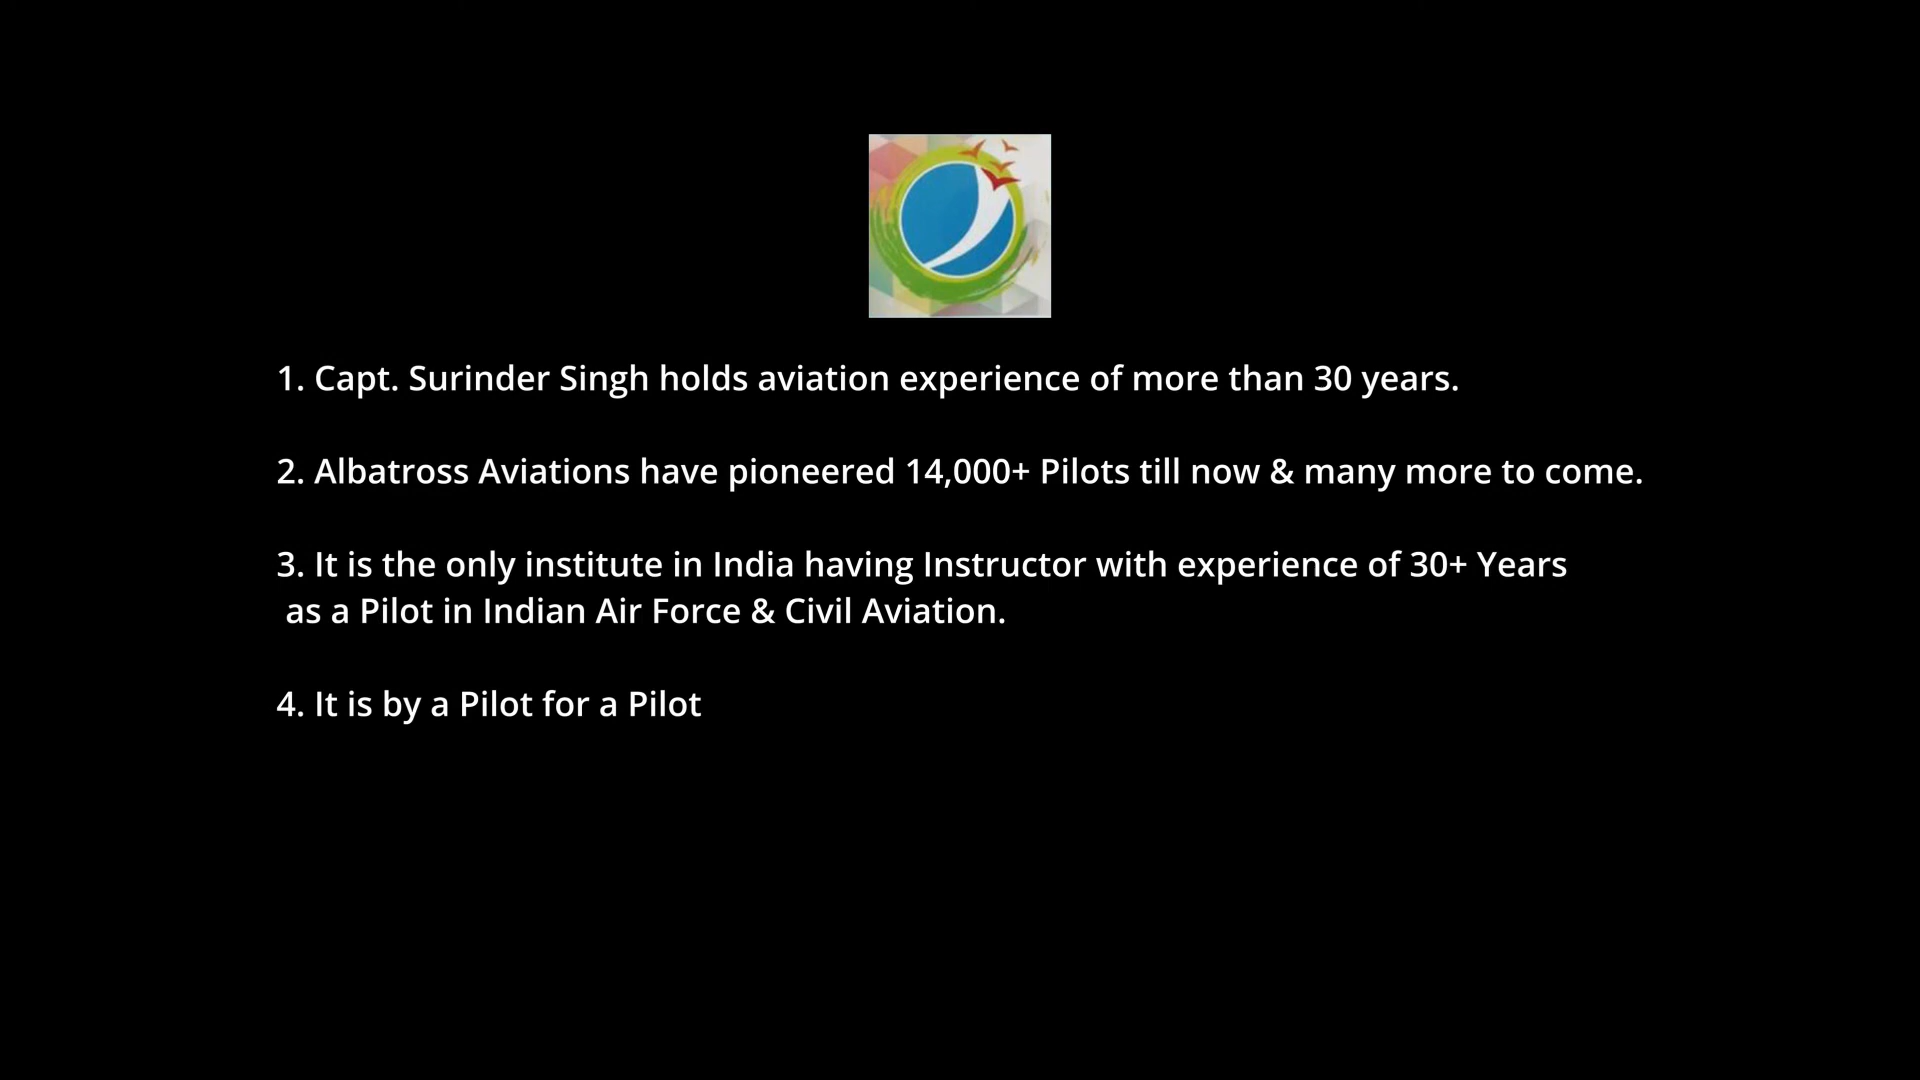 1. Capt. Surinder Singh holds aviation experience of more than 30 years.
2. Albatross Aviations have pioneered 14,000+ Pilots till now & many more to come.
3. It is the only institute in India having Instructor with experience of 30+ Years
as a Pilot in Indian Air Force & Civil Aviation.
4. It is by a Pilot for a Pilot